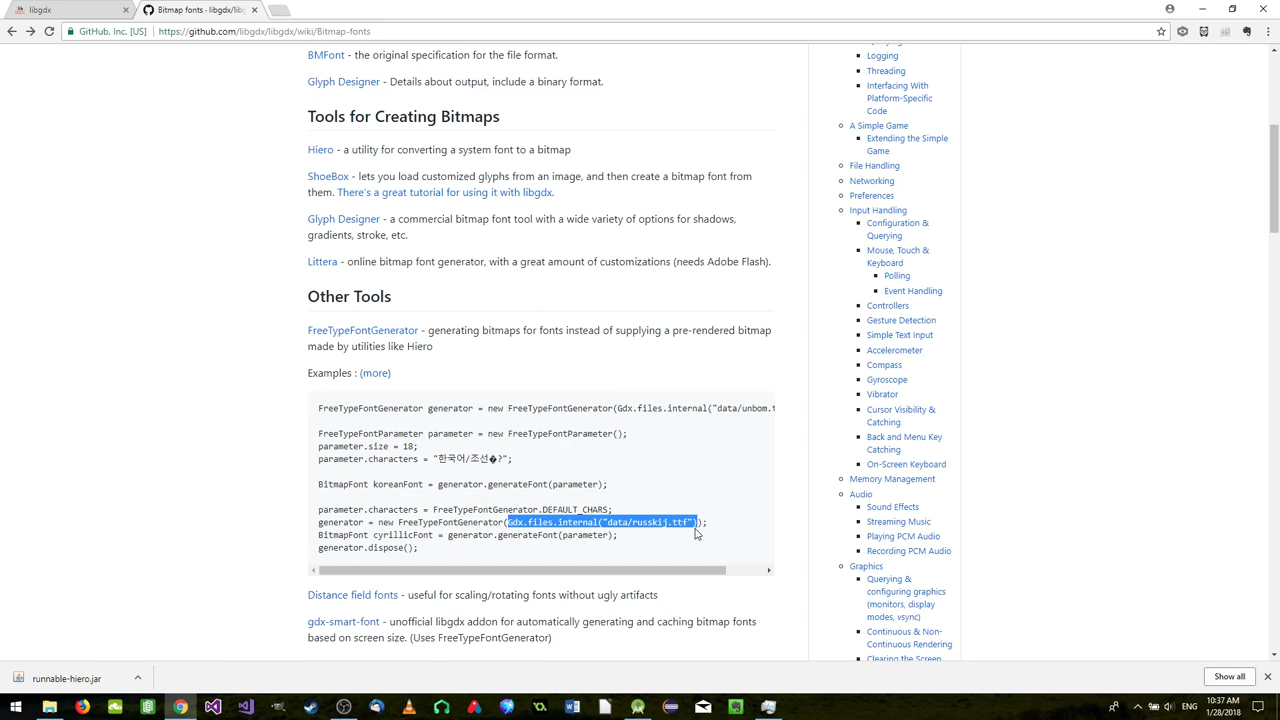 libgdx
Bitmap fonts · libgdx/libg
GitHub, Inc. [US]
https://github.com/libgdx/libgdx/wiki/Bitmap-fonts
BMFont - the original specification for the file format.
Glyph Designer - Details about output, include a binary format.
Tools for Creating Bitmaps
Hiero - a utility for converting a system font to a bitmap
ShoeBox - lets you load customized glyphs from an image, and then create a bitmap font from
them. There's a great tutorial for using it with libgdx.
Glyph Designer - a commercial bitmap font tool with a wide variety of options for shadows,
gradients, stroke, etc.
Littera - online bitmap font generator, with a great amount of customizations (needs Adobe Flash).
Other Tools
FreeTypeFontGenerator - generating bitmaps for fonts instead of supplying a pre-rendered bitmap
made by utilities like Hiero
Examples : (more)
FreeTypeFontGenerator generator = new FreeTypeFontGenerator(Gdx.files.internal("data/unbom.t
FreeTypeFontParameter parameter = new FreeTypeFontParameter();
parameter.size = 18;
parameter.characters = "한국어/조선�?";
BitmapFont koreanFont = generator.generateFont(parameter);
parameter.characters = FreeTypeFontGenerator.DEFAULT_CHARS;
generator = new FreeTypeFontGenerator(Gdx.files.internal("data/russkij.ttf"));
BitmapFont cyrillicFont = generator.generateFont(parameter);
generator.dispose();
Distance field fonts - useful for scaling/rotating fonts without ugly artifacts
gdx-smart-font - unofficial libgdx addon for automatically generating and caching bitmap fonts
based on screen size. (Uses FreeTypeFontGenerator)
Logging
Threading
Interfacing With
Platform-Specific
Code
A Simple Game
Extending the Simple
Game
File Handling
Networking
Preferences
Input Handling
Configuration &
Querying
Mouse, Touch &
Keyboard
Polling
Event Handling
Controllers
Gesture Detection
Simple Text Input
Accelerometer
Compass
Gyroscope
Vibrator
Cursor Visibility &
Catching
Back and Menu Key
Catching
On-Screen Keyboard
Memory Management
Audio
Sound Effects
Streaming Music
Playing PCM Audio
Recording PCM Audio
Graphics
Querying &
configuring graphics
(monitors, display
modes, vsync)
Continuous & Non-
Continuous Rendering
Clearing the Screen
runnable-hiero.jar
Show all
10:37 AM
1/28/2018